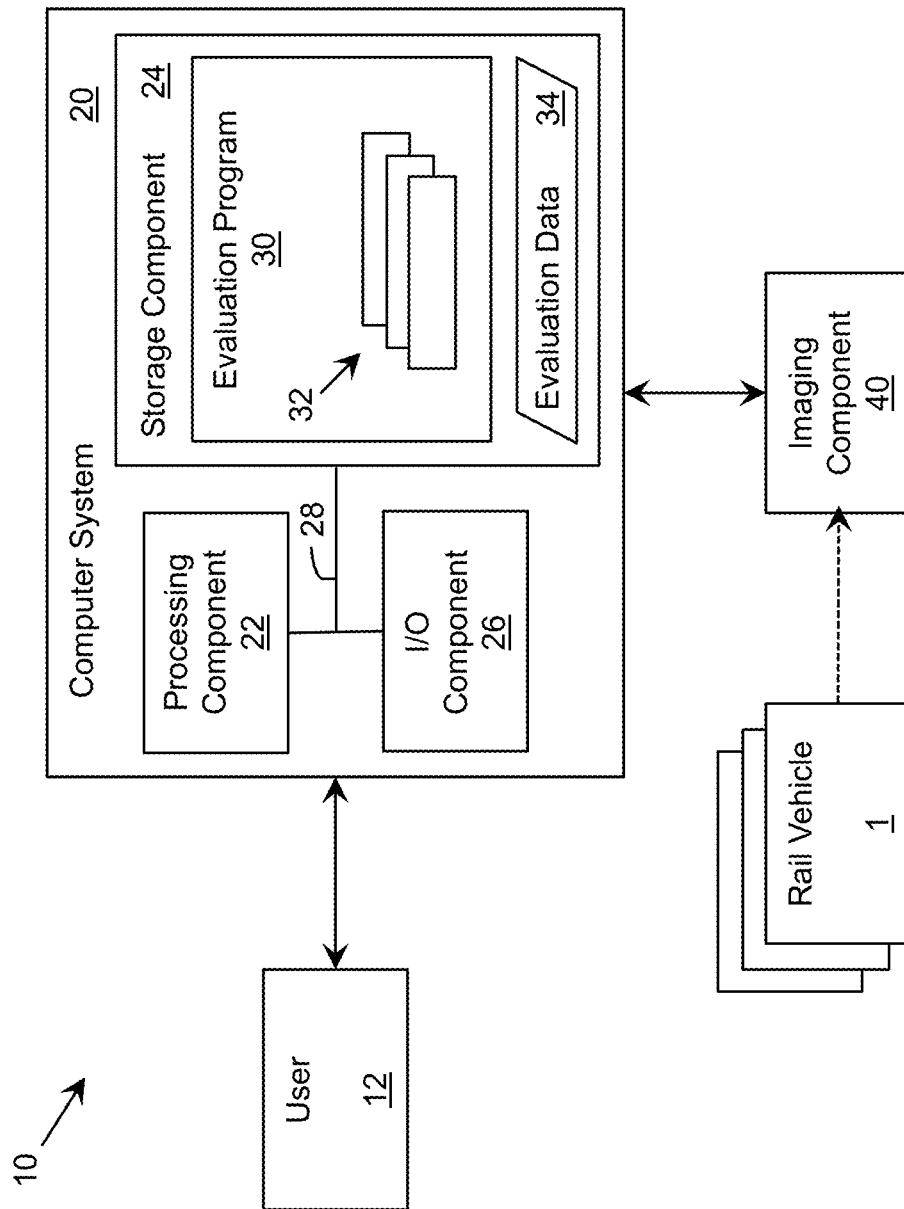 10
Computer System
20
User
12
Processing
Component
22
I/O
Component
26
28
Storage Component
24
Evaluation Program
30
32
Evaluation Data
34
Rail Vehicle
1
Imaging
Component
40